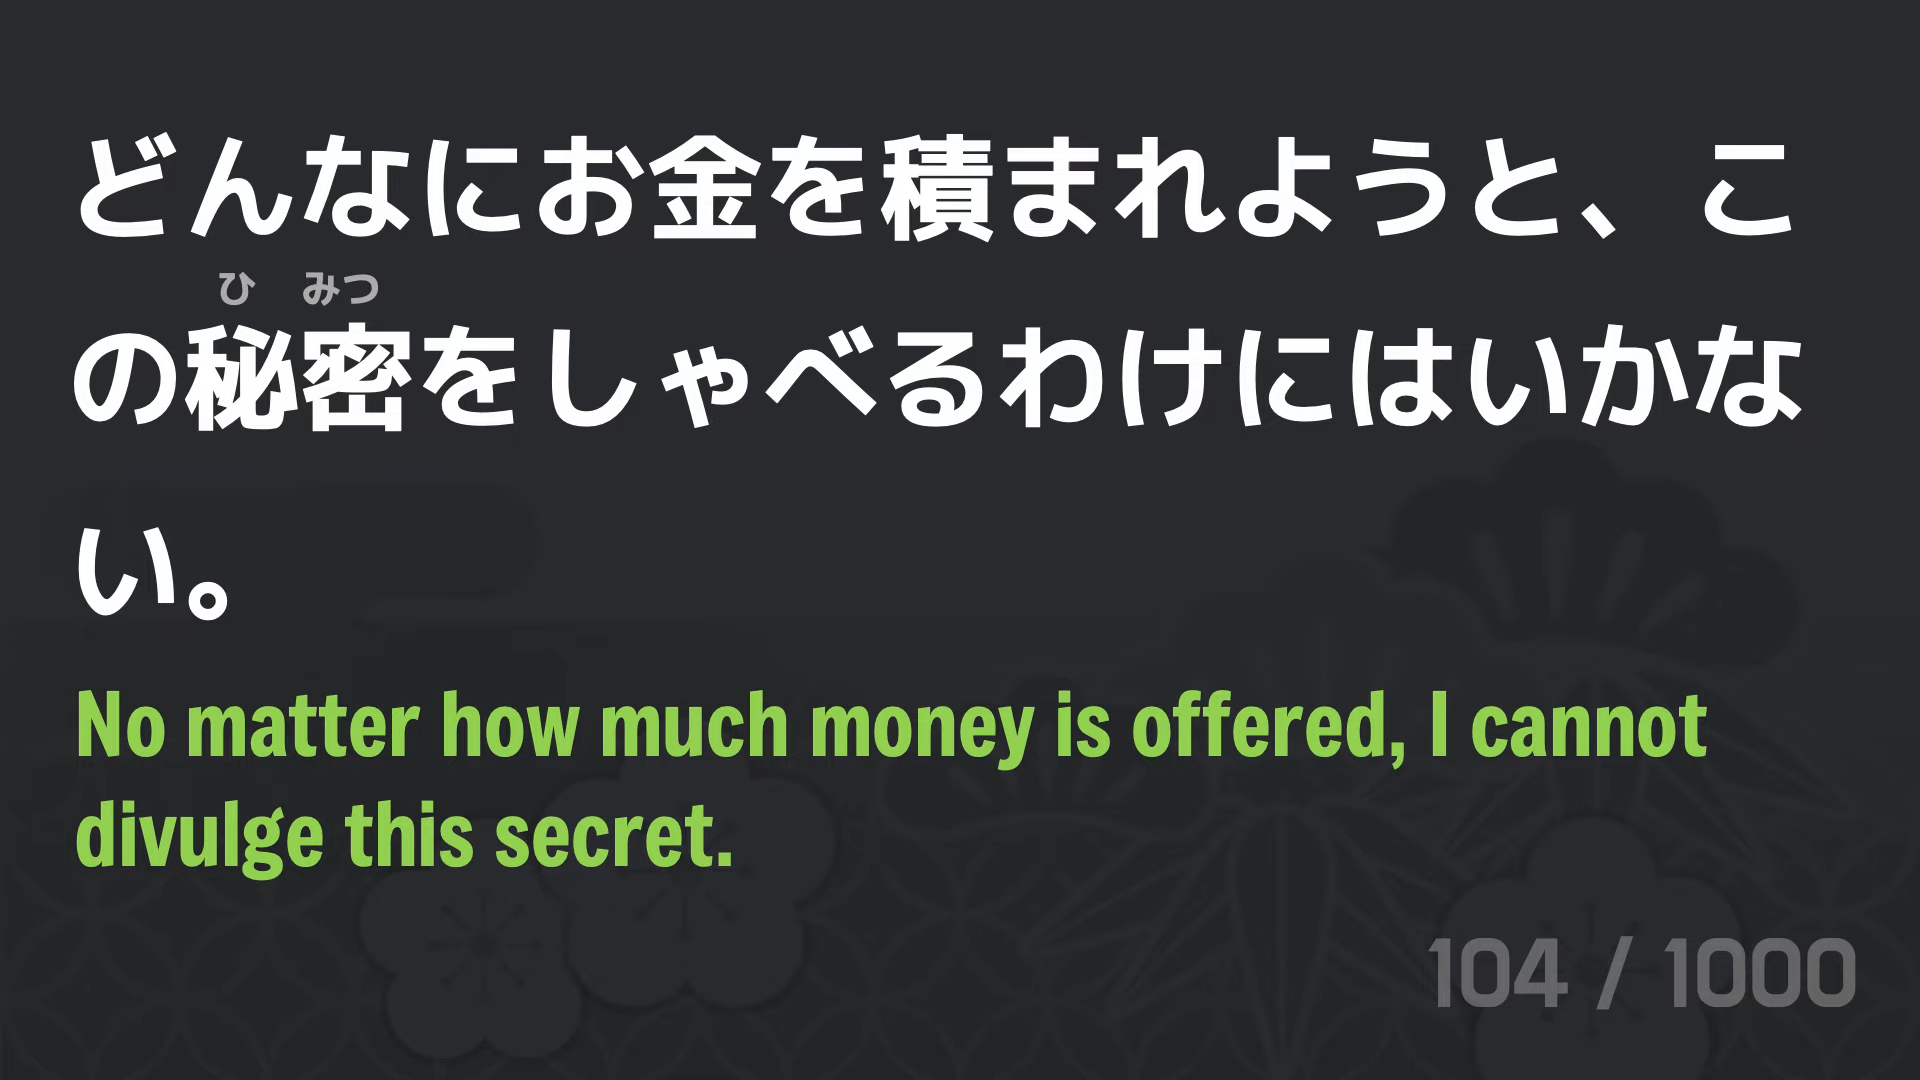 どんなにお金を積まれようと、こ
ひ みつ
の秘密をしゃべるわけにはいかな
い。
No matter how much money is offered, I cannot
divulge this secret.
104 / 1000